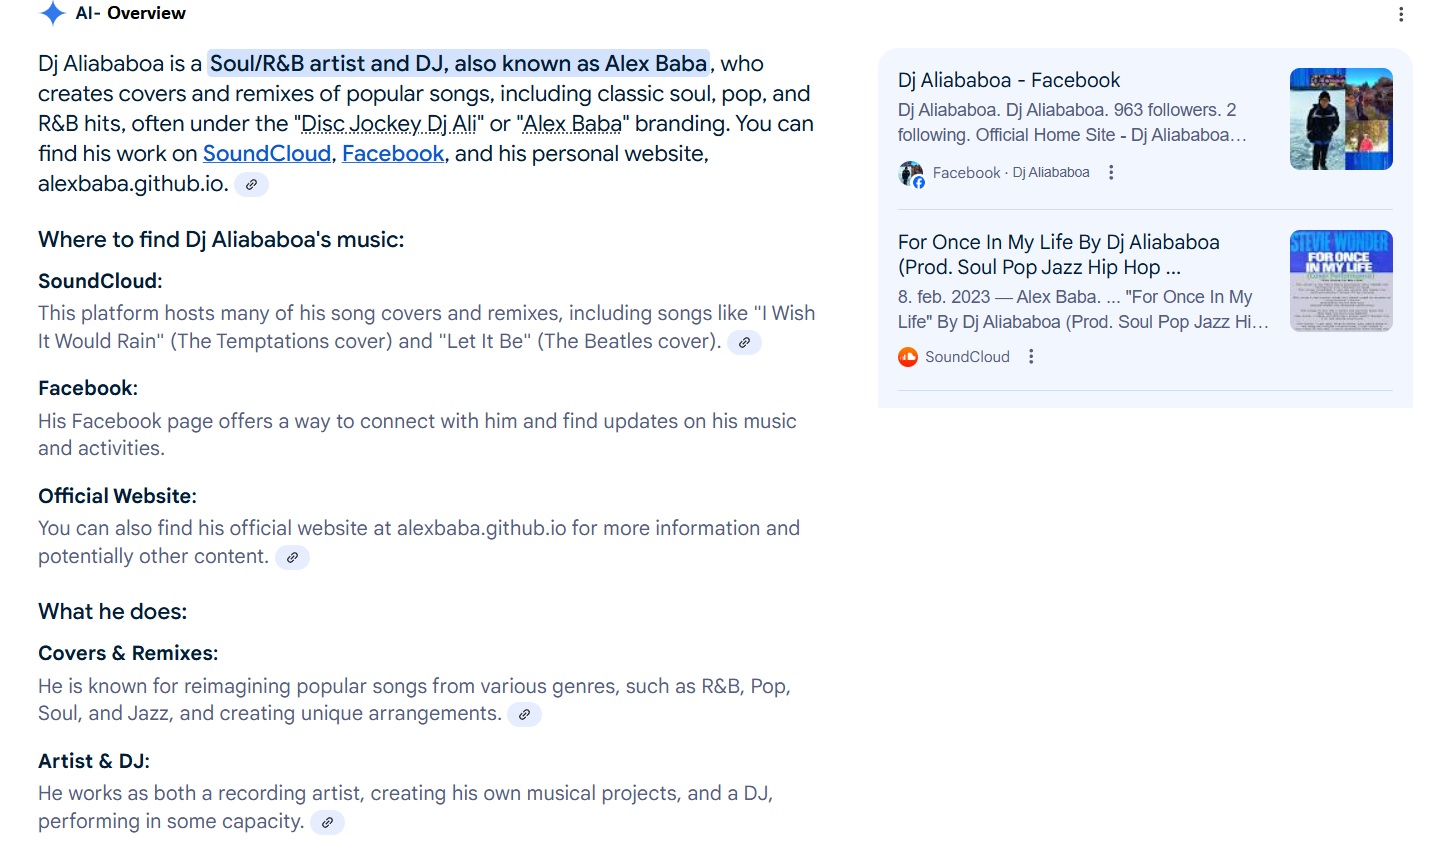 AI- Overview
Dj Aliababoa is a Soul/R&B artist and DJ, also known as Alex Baba, who
creates covers and remixes of popular songs, including classic soul, pop, and
R&B hits, often under the "Disc Jockey Dj Ali" or "Alex Baba" branding. You can
find his work on SoundCloud, Facebook, and his personal website,
alexbaba.github.io.
Where to find Dj Aliababoa's music:
SoundCloud:
This platform hosts many of his song covers and remixes, including songs like "I Wish
It Would Rain" (The Temptations cover) and "Let It Be" (The Beatles cover).
Facebook:
His Facebook page offers a way to connect with him and find updates on his music
and activities.
Official Website:
You can also find his official website at alexbaba.github.io for more information and
potentially other content.
What he does:
Covers & Remixes:
He is known for reimagining popular songs from various genres, such as R&B, Pop,
Soul, and Jazz, and creating unique arrangements.
Artist & DJ:
He works as both a recording artist, creating his own musical projects, and a DJ,
performing in some capacity.
Dj Aliababoa - Facebook
Dj Aliababoa. Dj Aliababoa. 963 followers. 2
following. Official Home Site - Dj Aliababoa...
Facebook · Dj Aliababoa
For Once In My Life By Dj Aliababoa
(Prod. Soul Pop Jazz Hip Hop ...
8. feb. 2023 — Alex Baba. ... "For Once In My
Life" By Dj Aliababoa (Prod. Soul Pop Jazz Hi...
SoundCloud
STEVIE WONDER
FOR ONCE
IN MY LIFE